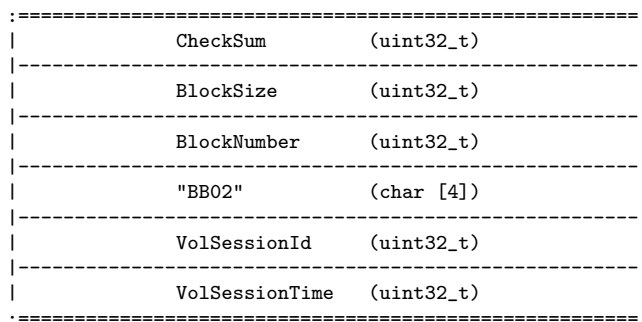 :=======================================================
|              CheckSum         (uint32_t)
|-------------------------------------------------------
|              BlockSize        (uint32_t)
|-------------------------------------------------------
|              BlockNumber      (uint32_t)
|-------------------------------------------------------
|              "BB02"           (char [4])
|-------------------------------------------------------
|              VolSessionId     (uint32_t)
|-------------------------------------------------------
|              VolSessionTime   (uint32_t)
:=======================================================